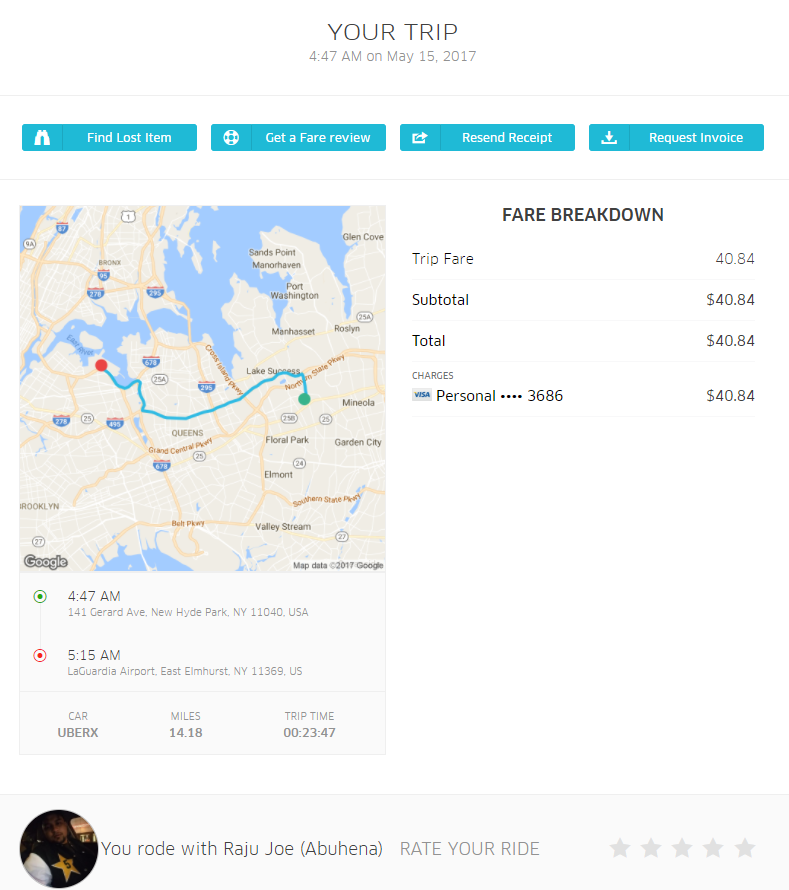 YOUR TRIP
4:47 AM on May 15, 2017
Find Lost Item
Get a Fare review
Resend Receipt
Request Invoice
1
87
Glen Cove
9A
Sands Point
Manorhaven
BRONX
95
278
295
Port
Washington
25A
Manhasset
Roslyn
East River
678
Cross Island Pkwy
Northern State Pkwy
Lake Success
25A
295
Mineola
278
25
495
25B
25
QUEENS
Floral Park
Garden City
Grand Central Pkwy
25
678
24
Elmont
Southern State Pkwy
BROOKLYN
Belt Pkwy
Valley Stream
27
27
Google
Map data ©2017 Google
4:47 AM
141 Gerard Ave, New Hyde Park, NY 11040, USA
5:15 AM
LaGuardia Airport, East Elmhurst, NY 11369, US
CAR
UBERX
MILES
14.18
TRIP TIME
00:23:47
FARE BREAKDOWN
Trip Fare 40.84
Subtotal $40.84
Total $40.84
CHARGES
VISA Personal •••• 3686 $40.84
You rode with Raju Joe (Abuhena) RATE YOUR RIDE